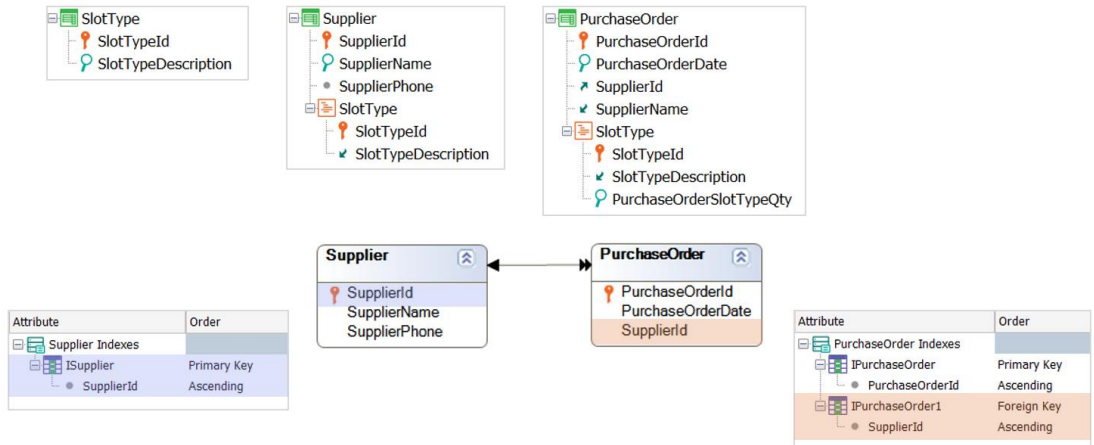 SlotType
SlotTypeId
SlotTypeDescription
Supplier
SupplierId
SupplierName
SupplierPhone
SlotType
SlotTypeId
SlotTypeDescription
PurchaseOrder
PurchaseOrderId
PurchaseOrderDate
SupplierId
SupplierName
SlotType
SlotTypeId
SlotTypeDescription
PurchaseOrderSlotTypeQty
Supplier
SupplierId
SupplierName
SupplierPhone
PurchaseOrder
PurchaseOrderId
PurchaseOrderDate
SupplierId
Attribute Order
Supplier Indexes
ISupplier Primary Key
SupplierId Ascending
Attribute Order
PurchaseOrder Indexes
IPurchaseOrder Primary Key
PurchaseOrderId Ascending
IPurchaseOrder1 Foreign Key
SupplierId Ascending